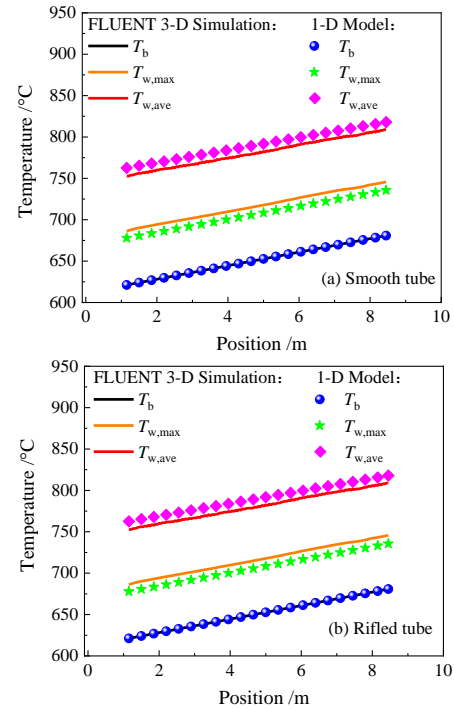 FLUENT 3-D Simulation： 1-D Model：
T_b T_b
T_w,max T_w,max
T_w,ave T_w,ave
950
900
850
800
750
700
650
600
Temperature /°C
(a) Smooth tube
0 2 4 6 8 10
Position /m
FLUENT 3-D Simulation： 1-D Model：
T_b T_b
T_w,max T_w,max
T_w,ave T_w,ave
950
900
850
800
750
700
650
600
Temperature /°C
(b) Rifled tube
0 2 4 6 8 10
Position /m